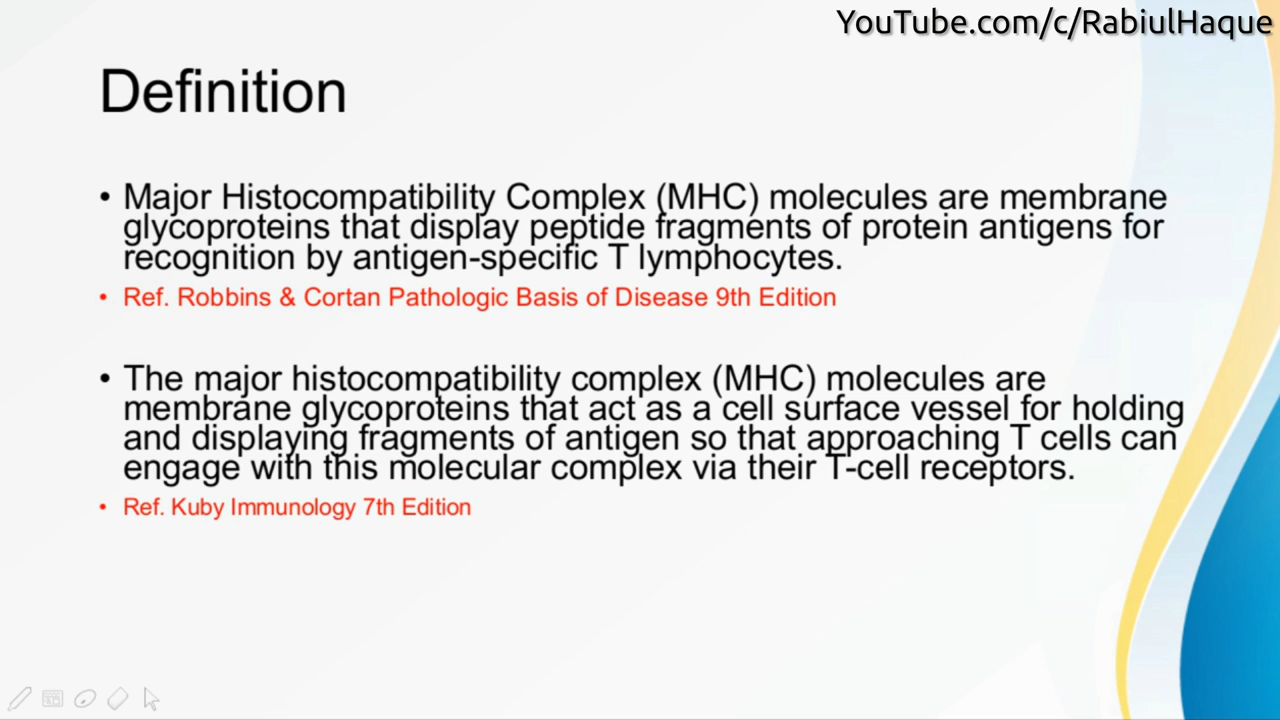 YouTube.com/c/RabiulHaque
Definition
• Major Histocompatibility Complex (MHC) molecules are membrane
glycoproteins that display peptide fragments of protein antigens for
recognition by antigen-specific T lymphocytes.
• Ref. Robbins & Cortan Pathologic Basis of Disease 9th Edition
• The major histocompatibility complex (MHC) molecules are
membrane glycoproteins that act as a cell surface vessel for holding
and displaying fragments of antigen so that approaching T cells can
engage with this molecular complex via their T-cell receptors.
• Ref. Kuby Immunology 7th Edition